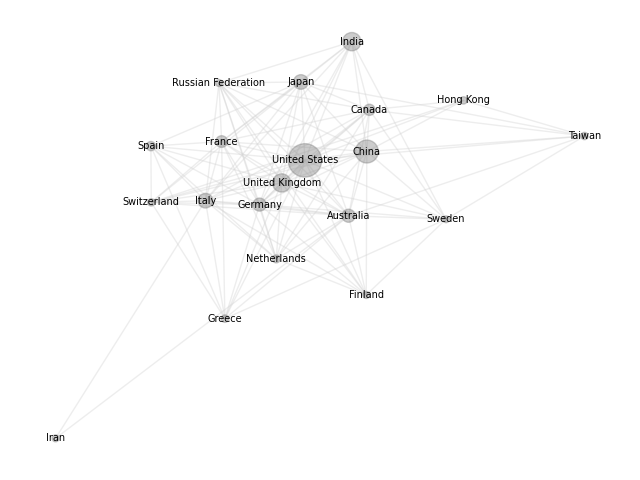 India
Russian Federation
Japan
Hong Kong
Canada
Taiwan
Spain
France
China
United States
United Kingdom
Switzerland
Italy
Germany
Australia
Sweden
Netherlands
Finland
Greece
Iran